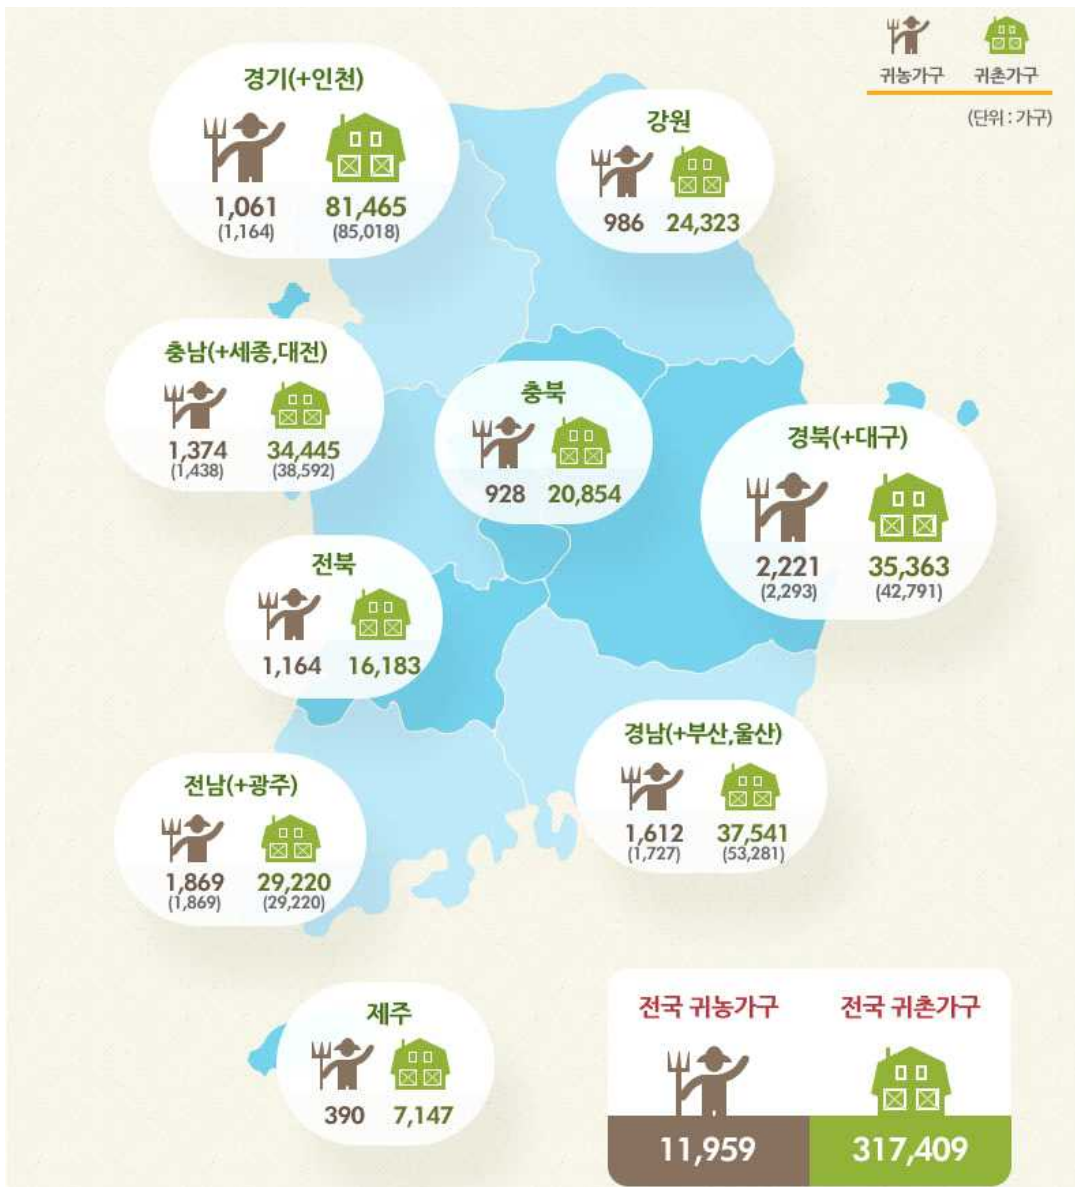 귀농가구 귀촌가구
(단위 : 가구)
경기(+인천)
1,061 81,465
(1,164) (85,018)
강원
986 24,323
충남(+세종,대전)
1,374 34,445
(1,438) (38,592)
충북
928 20,854
경북(+대구)
2,221 35,363
(2,293) (42,791)
전북
1,164 16,183
경남(+부산,울산)
1,612 37,541
(1,727) (53,281)
전남(+광주)
1,869 29,220
(1,869) (29,220)
제주
390 7,147
전국 귀농가구 전국 귀촌가구
11,959 317,409